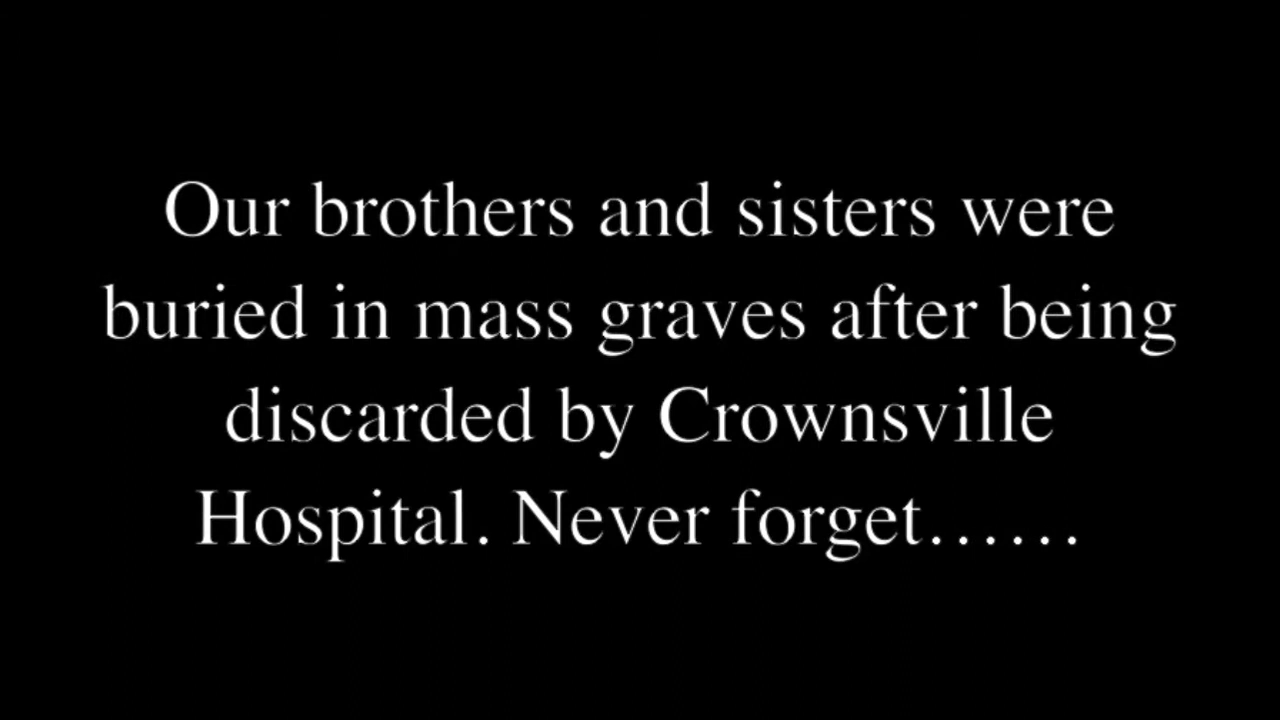 Our brothers and sisters were
buried in mass graves after being
discarded by Crownsville
Hospital. Never forget......